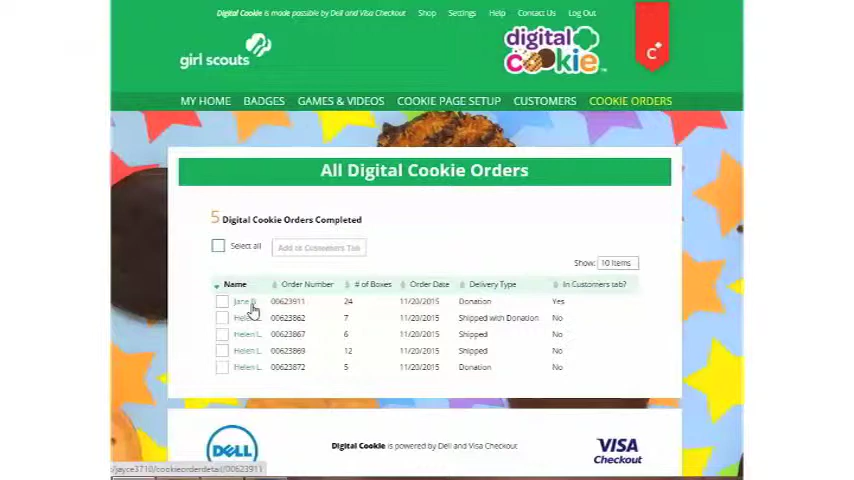 Digital Cookie is made possible by Dell and Visa Checkout Shop Settings Help Contact Us Log Out
girl scouts
digital
cookie
C
MY HOME BADGES GAMES & VIDEOS COOKIE PAGE SETUP CUSTOMERS COOKIE ORDERS
All Digital Cookie Orders
5 Digital Cookie Orders Completed
Select all Add to Customers Tab
Show: 10 Items
Name Order Number # of Boxes Order Date Delivery Type In Customers tab?
Jane 00623911 24 11/20/2015 Donation Yes
00623862 7 11/20/2015 Shipped with Donation No
Helen L. 00623867 6 11/20/2015 Shipped No
Helen L. 00623869 12 11/20/2015 Shipped No
Helen L. 00623872 5 11/20/2015 Donation No
DELL
Digital Cookie is powered by Dell and Visa Checkout
VISA
Checkout
/jayce3710/cookieorderdetail/00623911